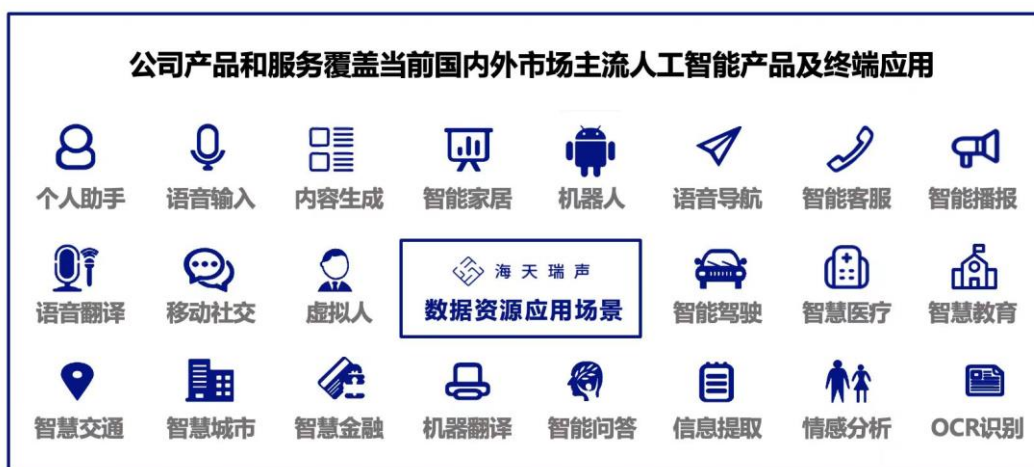 公司产品和服务覆盖当前国内外市场主流人工智能产品及终端应用
个人助手 语音输入 内容生成 智能家居 机器人 语音导航 智能客服 智能播报
海天瑞声
语音翻译 移动社交 虚拟人 数据资源应用场景 智能驾驶 智慧医疗 智慧教育
智慧交通 智慧城市 智慧金融 机器翻译 智能问答 信息提取 情感分析 OCR识别